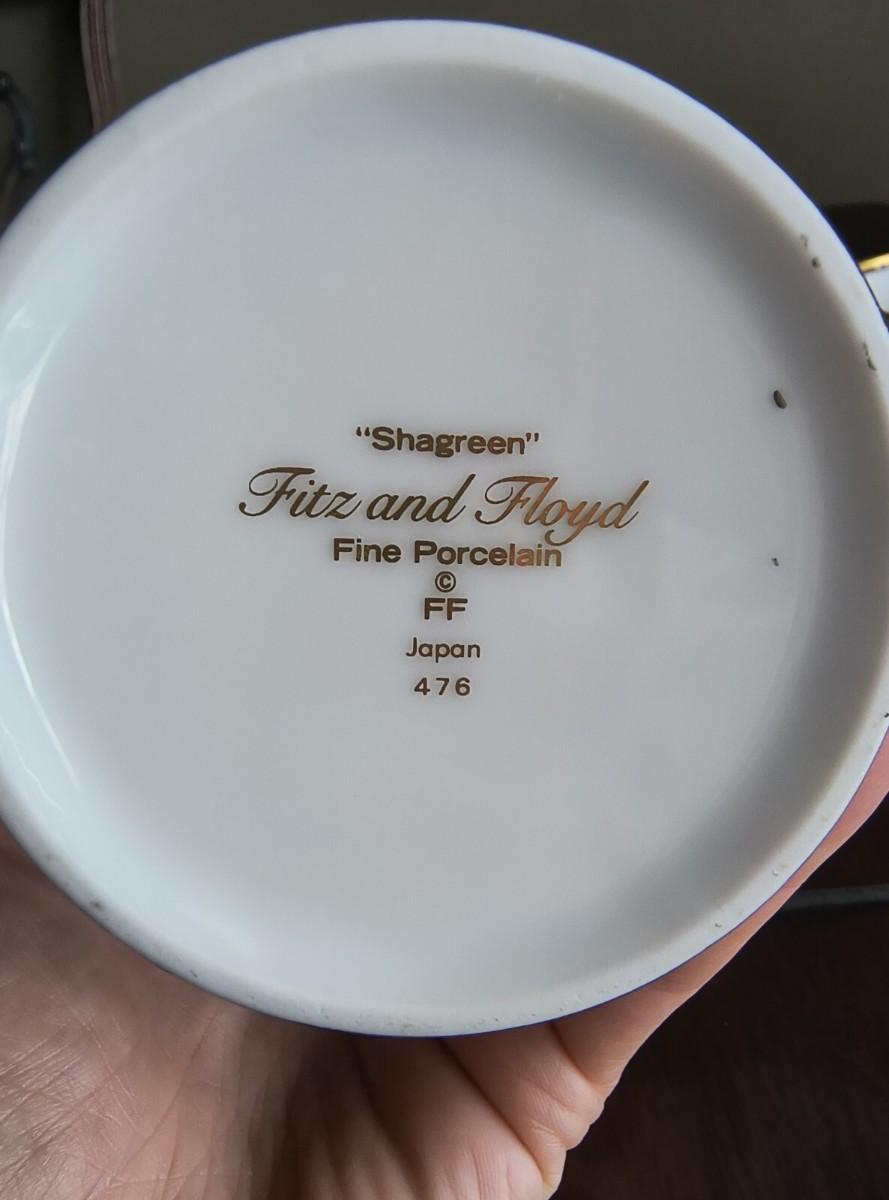 “Shagreen”
Fitz and Floyd
Fine Porcelain
©
FF
Japan
476